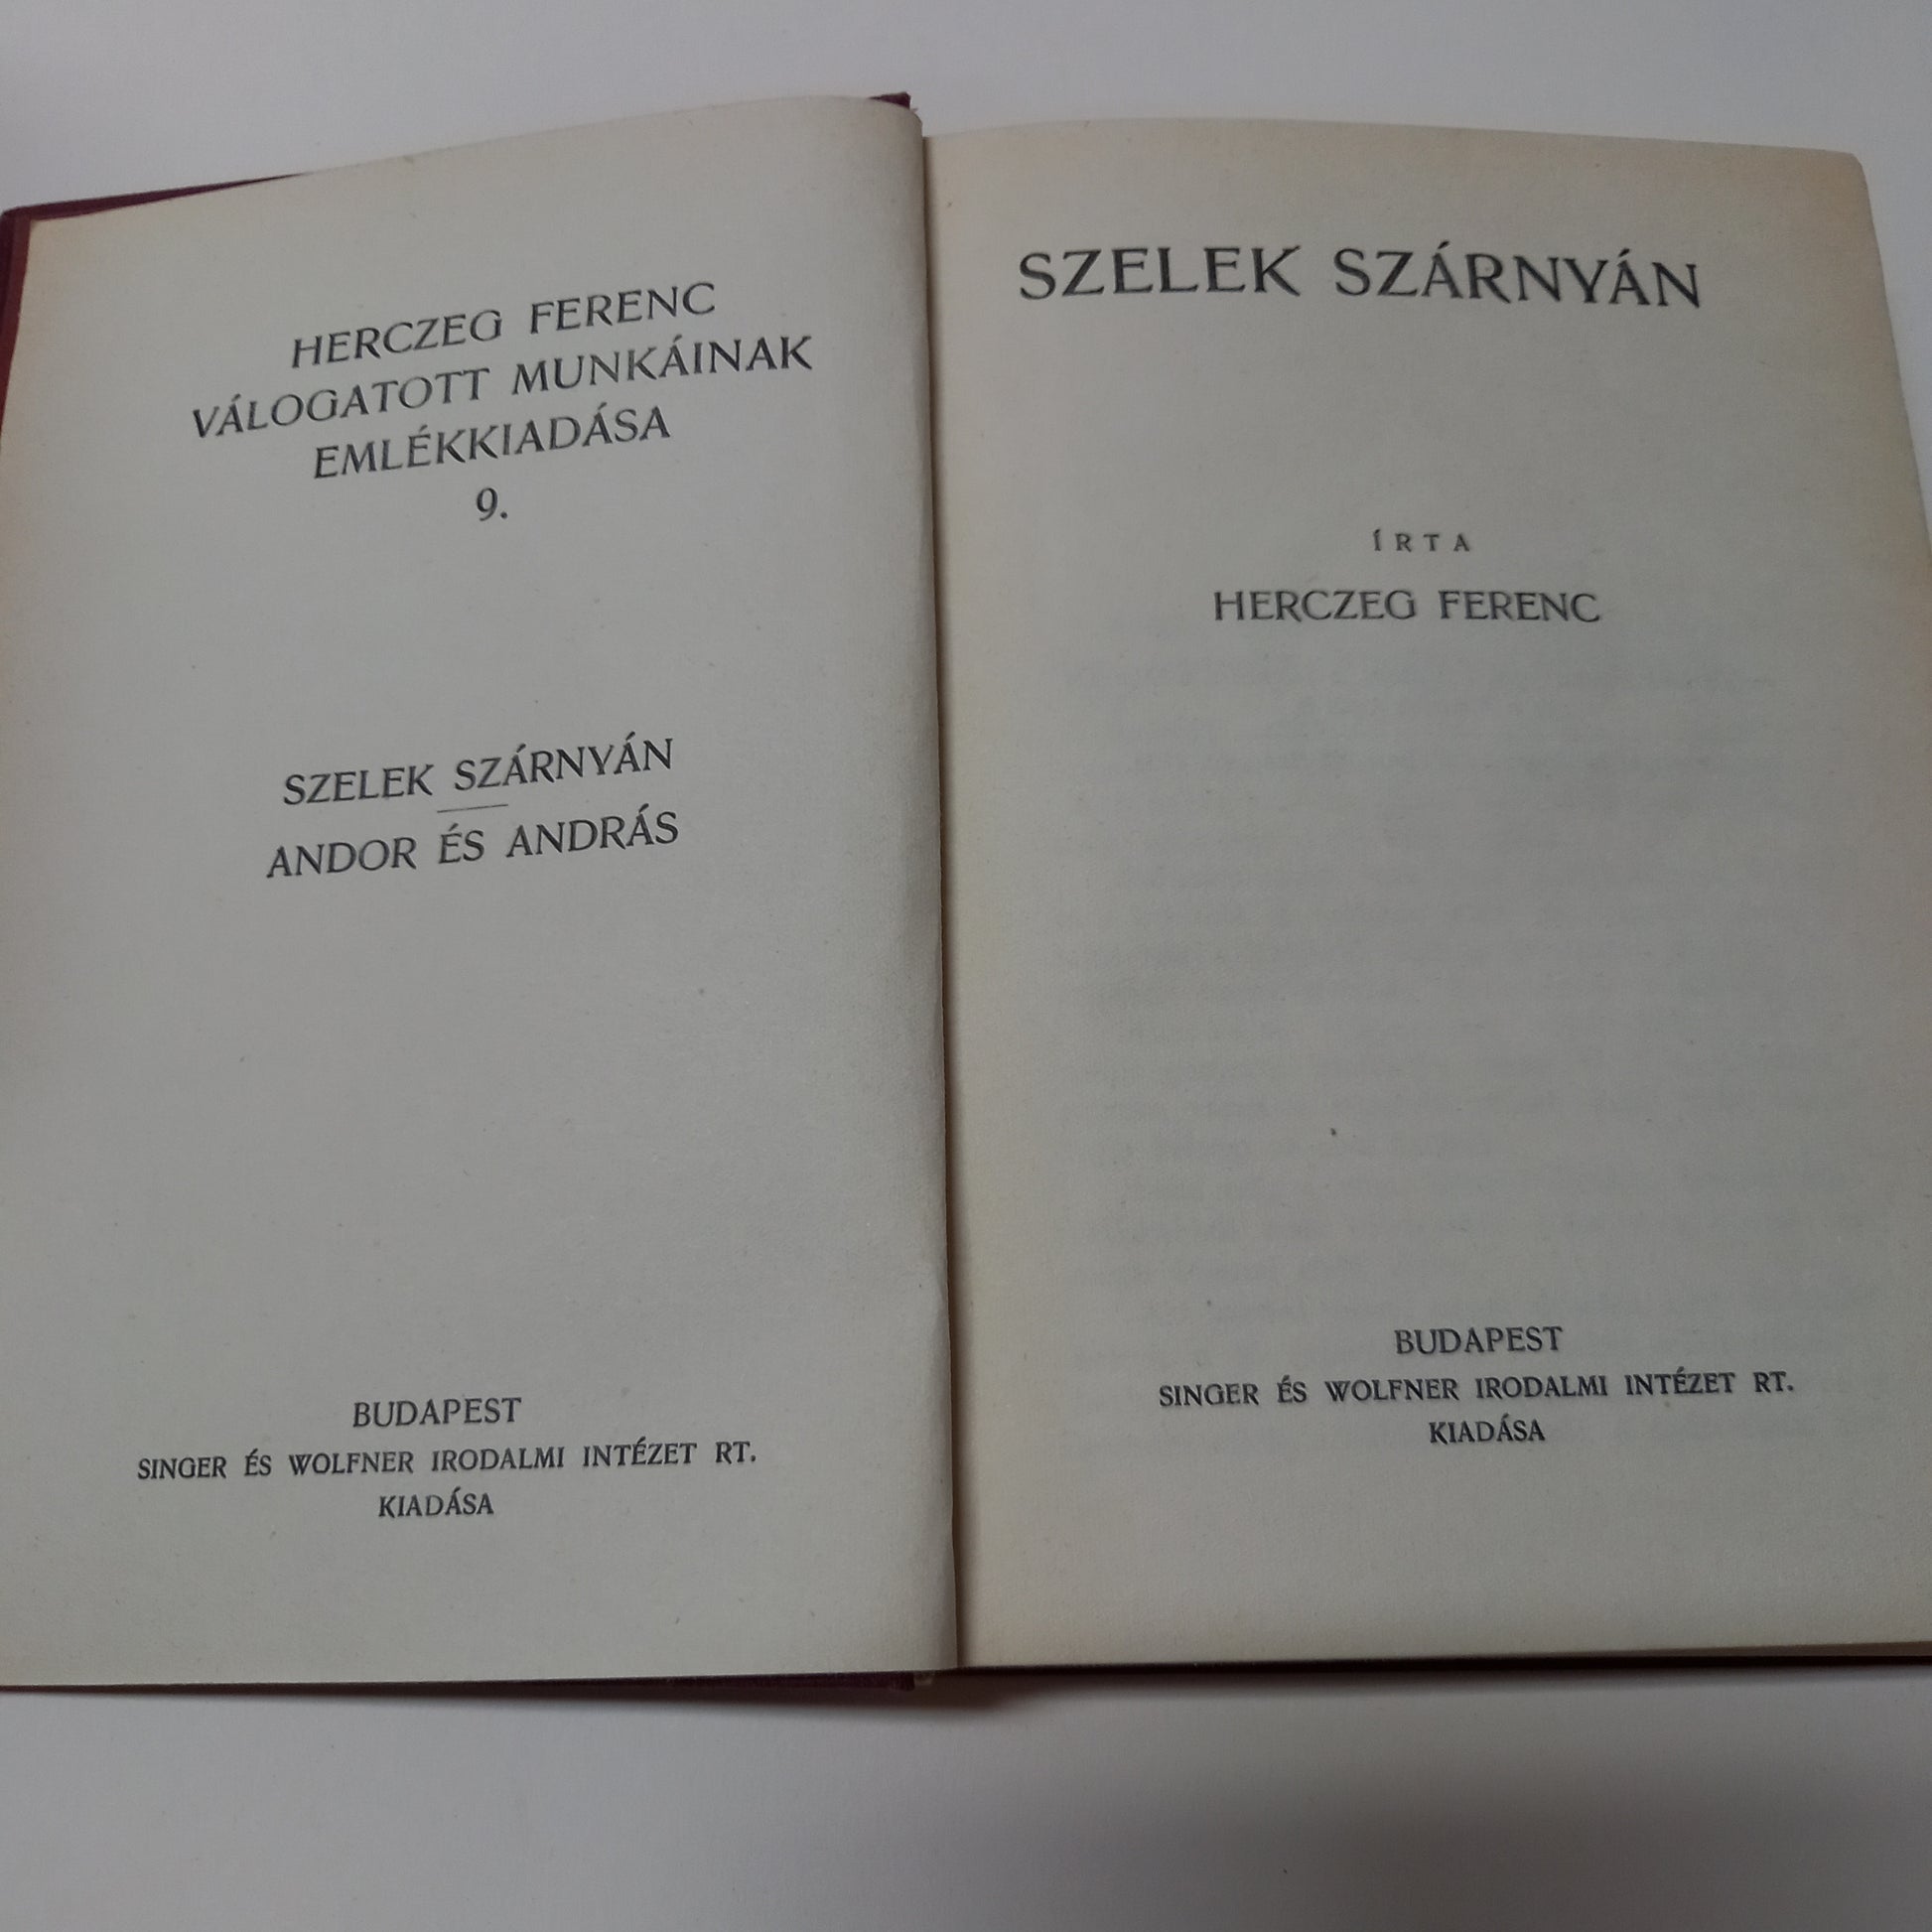 HERCZEG FERENC
VÁLOGATOTT MUNKÁINAK
EMLÉKKIADÁSA
9.
SZELEK SZÁRNYÁN
ANDOR ÉS ANDRÁS
BUDAPEST
SINGER ÉS WOLFNER IRODALMI INTÉZET RT.
KIADÁSA
SZELEK SZÁRNYÁN
ÍRTA
HERCZEG FERENC
BUDAPEST
SINGER ÉS WOLFNER IRODALMI INTÉZET RT.
KIADÁSA